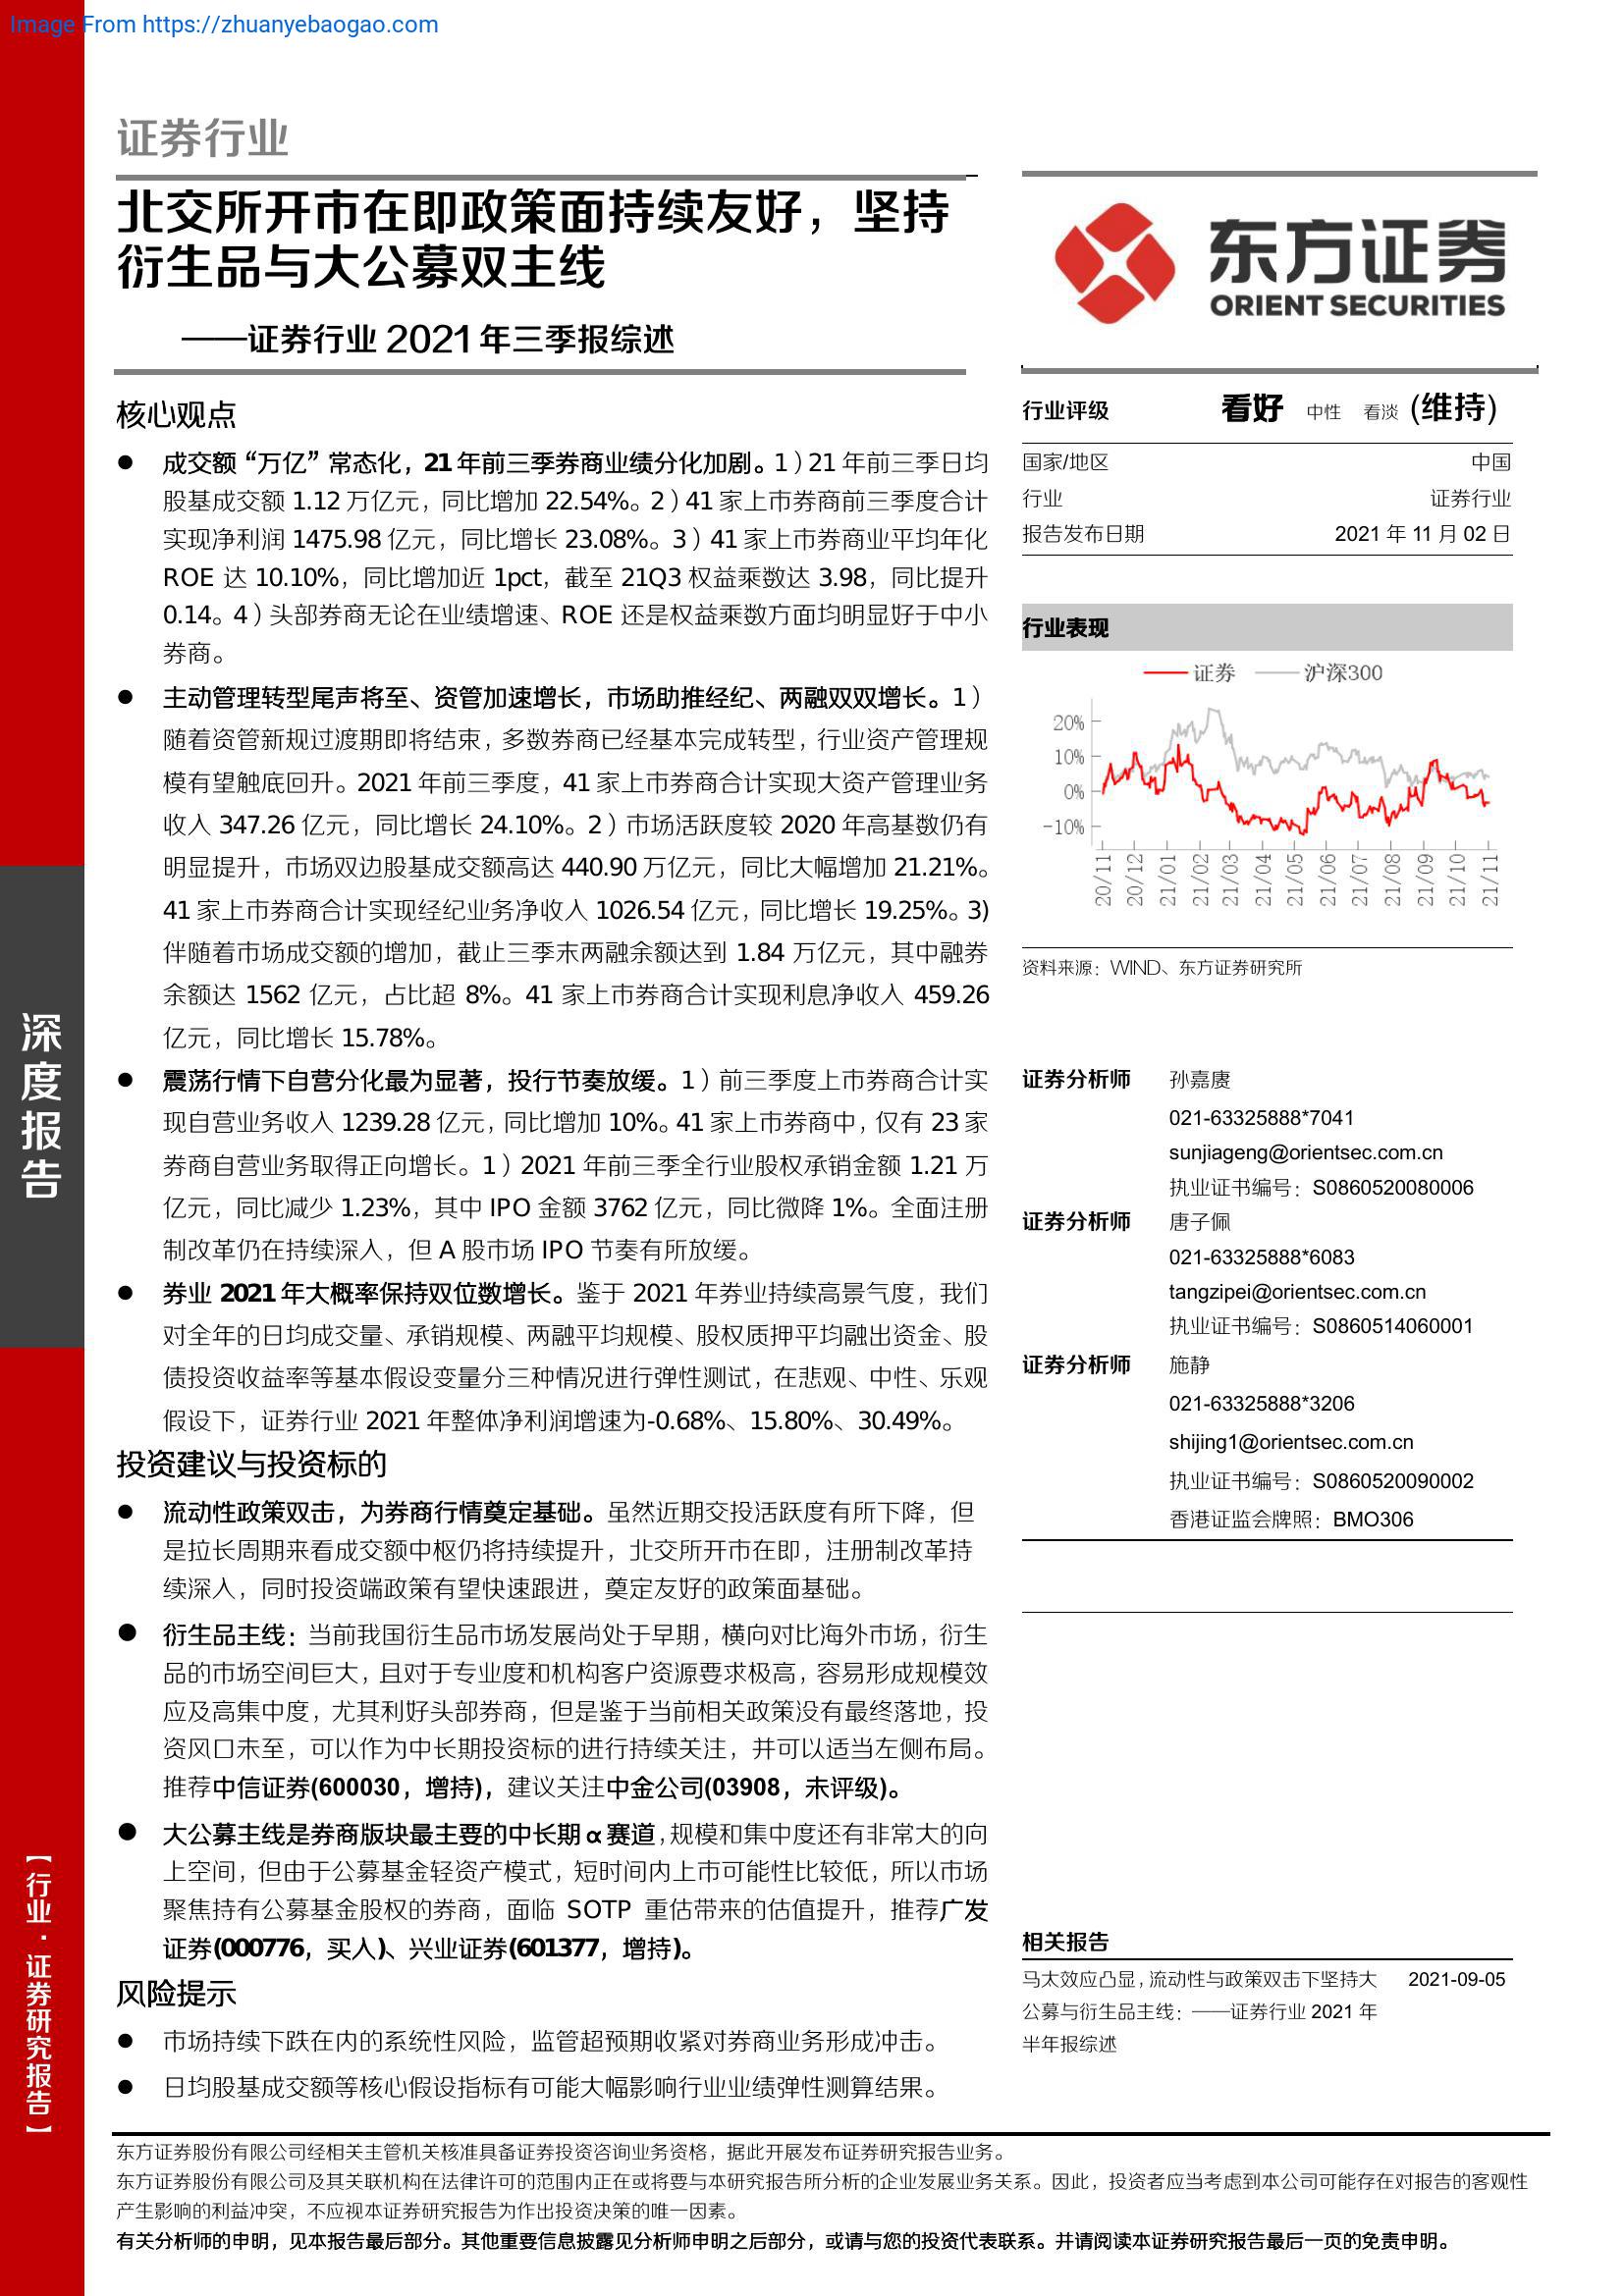 Image From https://zhuanyebaogao.com
证券行业
北交所开市在即政策面持续友好，坚持
衍生品与大公募双主线
——证券行业 2021 年三季报综述
核心观点
● 成交额“万亿”常态化，21 年前三季券商业绩分化加剧。1）21 年前三季日均
股基成交额 1.12 万亿元，同比增加 22.54%。2）41 家上市券商前三季度合计
实现净利润 1475.98 亿元，同比增长 23.08%。3）41 家上市券商业平均年化
ROE 达 10.10%，同比增加近 1pct，截至 21Q3 权益乘数达 3.98，同比提升
0.14。4）头部券商无论在业绩增速、ROE 还是权益乘数方面均明显好于中小
券商。
● 主动管理转型尾声将至、资管加速增长，市场助推经纪、两融双双增长。1）
随着资管新规过渡期即将结束，多数券商已经基本完成转型，行业资产管理规
模有望触底回升。2021 年前三季度，41 家上市券商合计实现大资产管理业务
收入 347.26 亿元，同比增长 24.10%。2）市场活跃度较 2020 年高基数仍有
明显提升，市场双边股基成交额高达 440.90 万亿元，同比大幅增加 21.21%。
41 家上市券商合计实现经纪业务净收入 1026.54 亿元，同比增长 19.25%。3)
伴随着市场成交额的增加，截止三季末两融余额达到 1.84 万亿元，其中融券
余额达 1562 亿元，占比超 8%。41 家上市券商合计实现利息净收入 459.26
亿元，同比增长 15.78%。
● 震荡行情下自营分化最为显著，投行节奏放缓。1）前三季度上市券商合计实
现自营业务收入 1239.28 亿元，同比增加 10%。41 家上市券商中，仅有 23 家
券商自营业务取得正向增长。1）2021 年前三季全行业股权承销金额 1.21 万
亿元，同比减少 1.23%，其中 IPO 金额 3762 亿元，同比微降 1%。全面注册
制改革仍在持续深入，但 A 股市场 IPO 节奏有所放缓。
● 券业 2021 年大概率保持双位数增长。鉴于 2021 年券业持续高景气度，我们
对全年的日均成交量、承销规模、两融平均规模、股权质押平均融出资金、股
债投资收益率等基本假设变量分三种情况进行弹性测试，在悲观、中性、乐观
假设下，证券行业 2021 年整体净利润增速为-0.68%、15.80%、30.49%。
投资建议与投资标的
● 流动性政策双击，为券商行情奠定基础。虽然近期交投活跃度有所下降，但
是拉长周期来看成交额中枢仍将持续提升，北交所开市在即，注册制改革持
续深入，同时投资端政策有望快速跟进，奠定友好的政策面基础。
● 衍生品主线：当前我国衍生品市场发展尚处于早期，横向对比海外市场，衍生
品的市场空间巨大，且对于专业度和机构客户资源要求极高，容易形成规模效
应及高集中度，尤其利好头部券商，但是鉴于当前相关政策没有最终落地，投
资风口未至，可以作为中长期投资标的进行持续关注，并可以适当左侧布局。
推荐中信证券(600030，增持)，建议关注中金公司(03908，未评级)。
● 大公募主线是券商版块最主要的中长期 α 赛道，规模和集中度还有非常大的向
上空间，但由于公募基金轻资产模式，短时间内上市可能性比较低，所以市场
聚焦持有公募基金股权的券商，面临 SOTP 重估带来的估值提升，推荐广发
证券(000776，买入)、兴业证券(601377，增持)。
风险提示
● 市场持续下跌在内的系统性风险，监管超预期收紧对券商业务形成冲击。
● 日均股基成交额等核心假设指标有可能大幅影响行业业绩弹性测算结果。
东方证券
ORIENT SECURITIES
行业评级 看好 中性 看淡 (维持)
国家/地区 中国
行业 证券行业
报告发布日期 2021 年 11 月 02 日
行业表现
证券 沪深300
20%
10%
0%
-10%
20/11 20/12 21/01 21/02 21/03 21/04 21/05 21/06 21/07 21/08 21/09 21/10 21/11
资料来源：WIND、东方证券研究所
证券分析师 孙嘉赓
021-63325888*7041
sunjiageng@orientsec.com.cn
执业证书编号：S0860520080006
证券分析师 唐子佩
021-63325888*6083
tangzipei@orientsec.com.cn
执业证书编号：S0860514060001
证券分析师 施静
021-63325888*3206
shijing1@orientsec.com.cn
执业证书编号：S0860520090002
香港证监会牌照：BMO306
相关报告
马太效应凸显，流动性与政策双击下坚持大 2021-09-05
公募与衍生品主线：——证券行业 2021 年
半年报综述
深度报告
【行业·证券研究报告】
东方证券股份有限公司经相关主管机关核准具备证券投资咨询业务资格，据此开展发布证券研究报告业务。
东方证券股份有限公司及其关联机构在法律许可的范围内正在或将要与本研究报告所分析的企业发展业务关系。因此，投资者应当考虑到本公司可能存在对报告的客观性
产生影响的利益冲突，不应视本证券研究报告为作出投资决策的唯一因素。
有关分析师的申明，见本报告最后部分。其他重要信息披露见分析师申明之后部分，或请与您的投资代表联系。并请阅读本证券研究报告最后一页的免责申明。